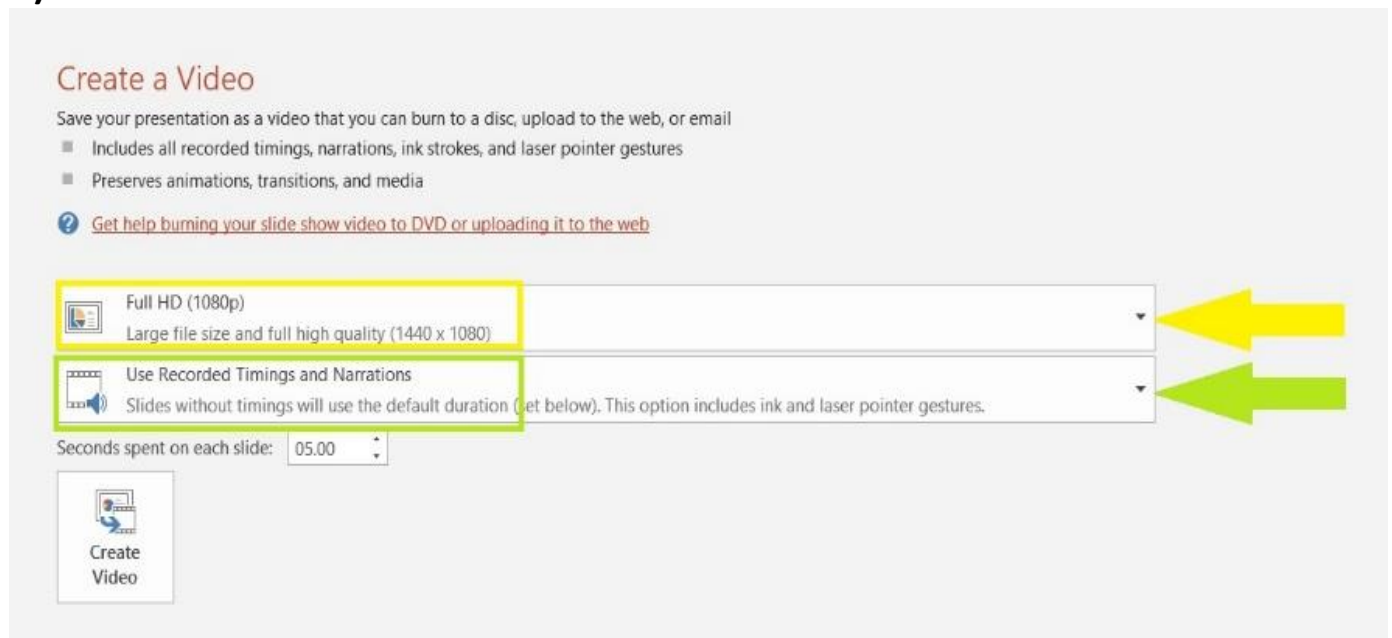 Create a Video
Save your presentation as a video that you can burn to a disc, upload to the web, or email
Includes all recorded timings, narrations, ink strokes, and laser pointer gestures
Preserves animations, transitions, and media
Get help burning your slide show video to DVD or uploading it to the web
Full HD (1080p)
Large file size and full high quality (1440 x 1080)
Use Recorded Timings and Narrations
Slides without timings will use the default duration (set below). This option includes ink and laser pointer gestures.
Seconds spent on each slide: 05.00
Create
Video